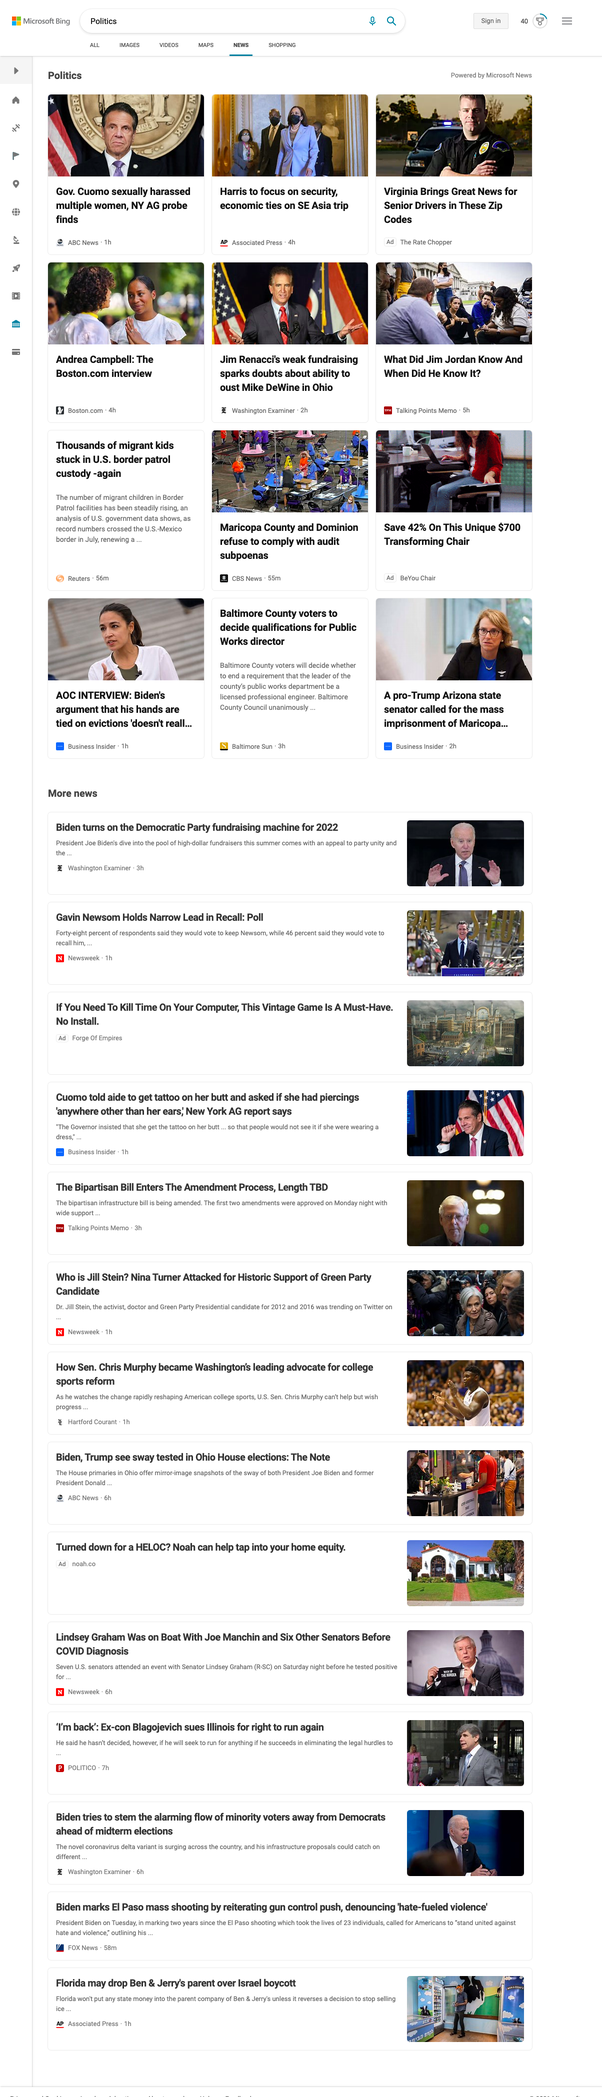 Microsoft Bing
Politics
Sign in
40
ALL IMAGES VIDEOS MAPS NEWS SHOPPING
Politics
Powered by Microsoft News
Gov. Cuomo sexually harassed
multiple women, NY AG probe
finds
ABC News · 1h
Harris to focus on security,
economic ties on SE Asia trip
AP Associated Press · 4h
Virginia Brings Great News for
Senior Drivers in These Zip
Codes
Ad The Rate Chopper
Andrea Campbell: The
Boston.com interview
Boston.com · 4h
Jim Renacci's weak fundraising
sparks doubts about ability to
oust Mike DeWine in Ohio
Washington Examiner · 2h
What Did Jim Jordan Know And
When Did He Know It?
Talking Points Memo · 5h
Thousands of migrant kids
stuck in U.S. border patrol
custody -again
The number of migrant children in Border
Patrol facilities has been steadily rising, an
analysis of U.S. government data shows, as
record numbers crossed the U.S.-Mexico
border in July, renewing a ...
Reuters · 56m
Maricopa County and Dominion
refuse to comply with audit
subpoenas
CBS News · 55m
Save 42% On This Unique $700
Transforming Chair
Ad BeYou Chair
AOC INTERVIEW: Biden's
argument that his hands are
tied on evictions 'doesn't reall...
Business Insider · 1h
Baltimore County voters to
decide qualifications for Public
Works director
Baltimore County voters will decide whether
to end a requirement that the leader of the
county's public works department be a
licensed professional engineer. Baltimore
County Council unanimously ...
Baltimore Sun · 3h
A pro-Trump Arizona state
senator called for the mass
imprisonment of Maricopa...
Business Insider · 2h
More news
Biden turns on the Democratic Party fundraising machine for 2022
President Joe Biden's dive into the pool of high-dollar fundraisers this summer comes with an appeal to party unity and
the ...
Washington Examiner · 3h
Gavin Newsom Holds Narrow Lead in Recall: Poll
Forty-eight percent of respondents said they would vote to keep Newsom, while 46 percent said they would vote to
recall him, ...
N Newsweek · 1h
If You Need To Kill Time On Your Computer, This Vintage Game Is A Must-Have.
No Install.
Ad Forge Of Empires
Cuomo told aide to get tattoo on her butt and asked if she had piercings
'anywhere other than her ears,' New York AG report says
"The Governor insisted that she get the tattoo on her butt ... so that people would not see it if she were wearing a
dress," ...
Business Insider · 1h
The Bipartisan Bill Enters The Amendment Process, Length TBD
The bipartisan infrastructure bill is being amended. The first two amendments were approved on Monday night with
wide support ...
Talking Points Memo · 3h
Who is Jill Stein? Nina Turner Attacked for Historic Support of Green Party
Candidate
Dr. Jill Stein, the activist, doctor and Green Party Presidential candidate for 2012 and 2016 was trending on Twitter on
...
N Newsweek · 1h
How Sen. Chris Murphy became Washington's leading advocate for college
sports reform
As he watches the change rapidly reshaping American college sports, U.S. Sen. Chris Murphy can't help but wish
progress ...
Hartford Courant · 1h
Biden, Trump see sway tested in Ohio House elections: The Note
The House primaries in Ohio offer mirror-image snapshots of the sway of both President Joe Biden and former
President Donald ...
ABC News · 6h
Turned down for a HELOC? Noah can help tap into your home equity.
Ad noah.co
Lindsey Graham Was on Boat With Joe Manchin and Six Other Senators Before
COVID Diagnosis
Seven U.S. senators attended an event with Senator Lindsey Graham (R-SC) on Saturday night before he tested positive
for ...
N Newsweek · 6h
'I'm back': Ex-con Blagojevich sues Illinois for right to run again
He said he hasn't decided, however, if he will seek to run for anything if he succeeds in eliminating the legal hurdles to
...
P POLITICO · 7h
Biden tries to stem the alarming flow of minority voters away from Democrats
ahead of midterm elections
The novel coronavirus delta variant is surging across the country, and his infrastructure proposals could catch on
different ...
Washington Examiner · 6h
Biden marks El Paso mass shooting by reiterating gun control push, denouncing 'hate-fueled violence'
President Biden on Tuesday, in marking two years since the El Paso shooting which took the lives of 23 individuals, called for Americans to "stand united against
hate and violence," outlining his ...
FOX News · 58m
Florida may drop Ben & Jerry's parent over Israel boycott
Florida won't put any state money into the parent company of Ben & Jerry's unless it reverses a decision to stop selling
ice ...
AP Associated Press · 1h